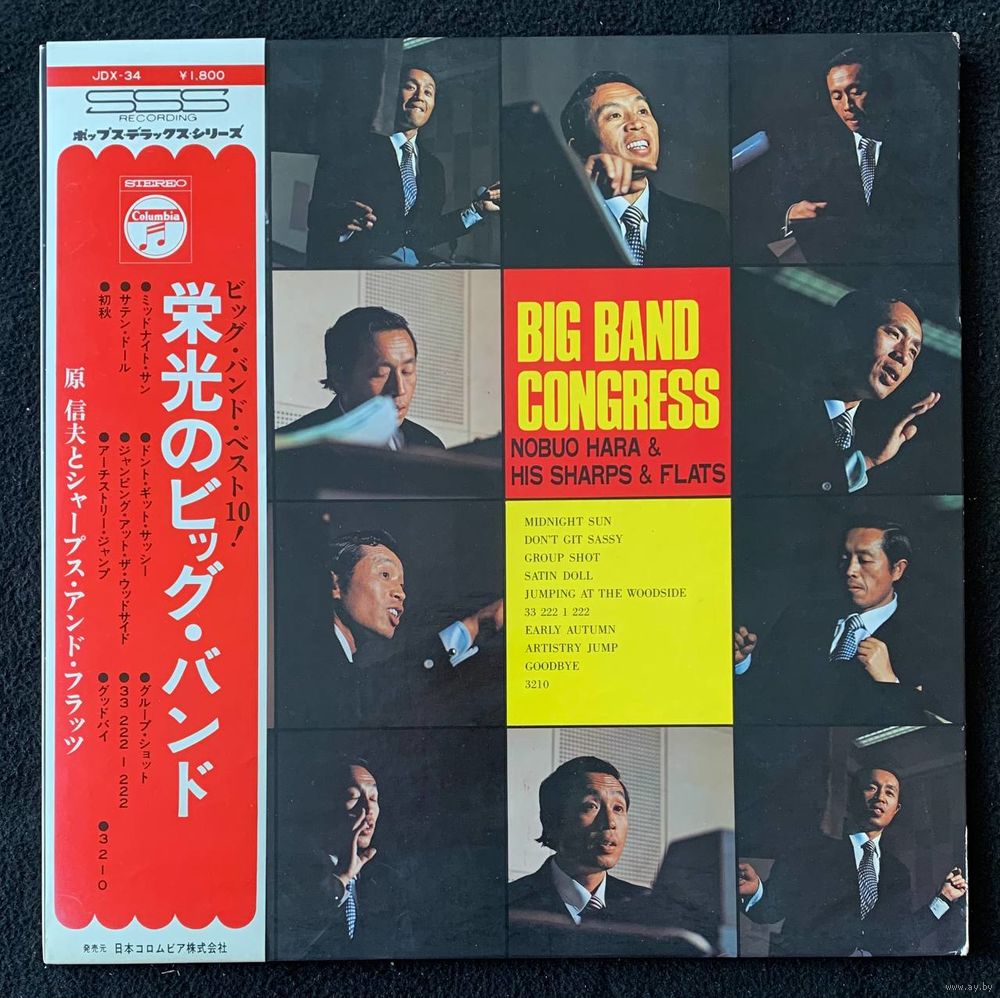 JDX-34 ¥1,800
SSS
RECORDING
ポップス・デラックス・シリーズ
STEREO
Columbia
ビッグ・バンド・ベスト10!
栄光のビッグ・バンド
●ミッドナイト・サン
●ドント・ギット・サッシー
●グループ・ショット
●サテン・ドール
●ジャンピング・アット・ザ・ウッドサイド
●33 222 1 222
●初秋
●アーチストリー・ジャンプ
●グッドバイ
●3210
原 信夫とシャープス・アンド・フラッツ
発売元 日本コロムビア株式会社
BIG BAND
CONGRESS
NOBUO HARA &
HIS SHARPS & FLATS
MIDNIGHT SUN
DON'T GIT SASSY
GROUP SHOT
SATIN DOLL
JUMPING AT THE WOODSIDE
33 222 1 222
EARLY AUTUMN
ARTISTRY JUMP
GOODBYE
3210
www.ay.by